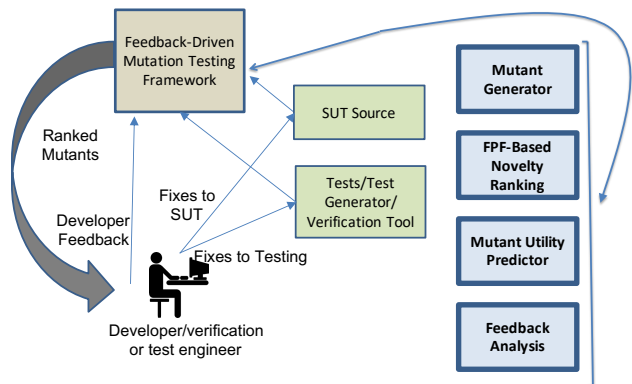 Feedback-Driven
Mutation Testing
Framework
Ranked
Mutants
Developer
Feedback
Fixes to
SUT
SUT Source
Tests/Test
Generator/
Verification Tool
Fixes to Testing
Developer/verification
or test engineer
Mutant
Generator
FPF-Based
Novelty
Ranking
Mutant Utility
Predictor
Feedback
Analysis